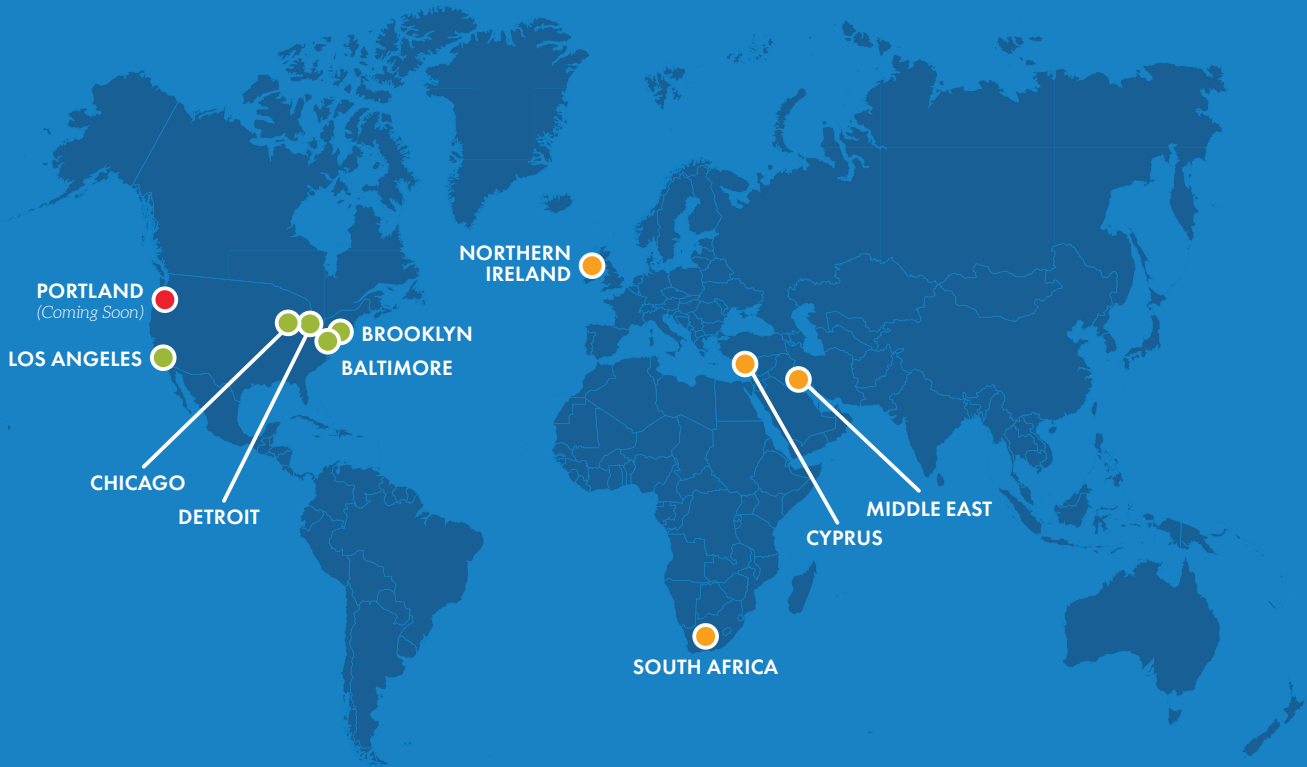 NORTHERN
IRELAND
PORTLAND
(Coming Soon)
BROOKLYN
LOS ANGELES
BALTIMORE
CHICAGO
DETROIT
MIDDLE EAST
CYPRUS
SOUTH AFRICA